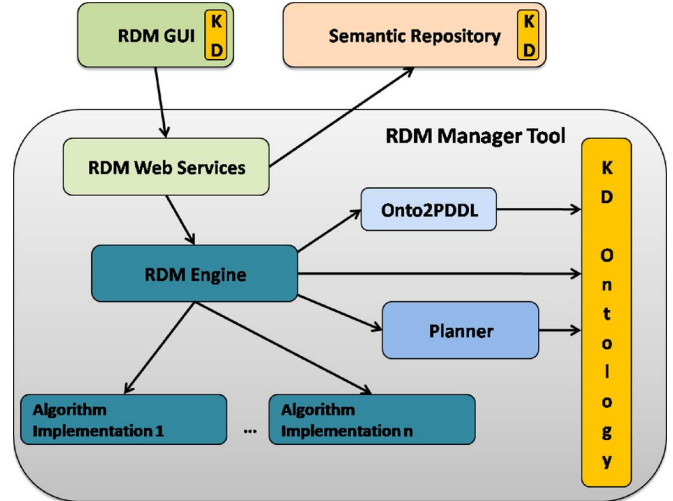 RDM GUI
K
D
Semantic Repository
K
D
RDM Manager Tool
RDM Web Services
K
D
O
n
t
o
l
o
g
y
Onto2PDDL
RDM Engine
Planner
Algorithm
Implementation 1
...
Algorithm
Implementation n